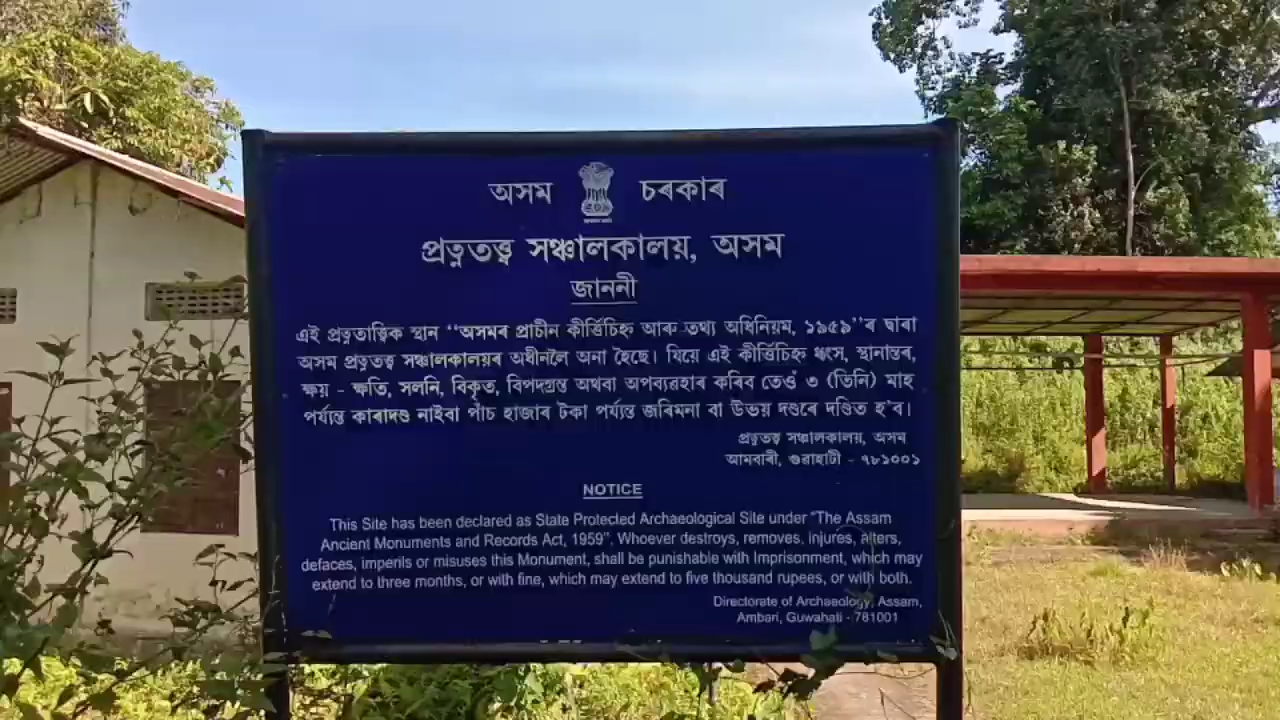 অসম চৰকাৰ
প্ৰত্নতত্ত্ব সঞ্চালকালয়, অসম
জাননী
এই প্ৰত্নতাত্ত্বিক স্থান “অসমৰ প্ৰাচীন কীৰ্ত্তিচিহ্ন আৰু তথ্য অধিনিয়ম, ১৯৫৯”ৰ দ্বাৰা
অসম প্ৰত্নতত্ত্ব সঞ্চালকালয়ৰ অধীনলৈ অনা হৈছে। যিয়ে এই কীৰ্ত্তিচিহ্ন ধ্বংস, স্থানান্তৰ,
ক্ষয় - ক্ষতি, সলনি, বিকৃত, বিপদগ্ৰস্ত অথবা অপব্যৱহাৰ কৰিব তেওঁ ৩ (তিনি) মাহ
পৰ্য্যন্ত কাৰাদণ্ড নাইবা পাঁচ হাজাৰ টকা পৰ্য্যন্ত জৰিমনা বা উভয় দণ্ডৰে দণ্ডিত হ'ব।
প্ৰত্নতত্ত্ব সঞ্চালকালয়, অসম
আমবাৰী, গুৱাহাটী - ৭৮১০০১
NOTICE
This Site has been declared as State Protected Archaeological Site under "The Assam
Ancient Monuments and Records Act, 1959". Whoever destroys, removes, injures, alters,
defaces, imperils or misuses this Monument, shall be punishable with Imprisonment, which may
extend to three months, or with fine, which may extend to five thousand rupees, or with both.
Directorate of Archaeology, Assam,
Ambari, Guwahati - 781001